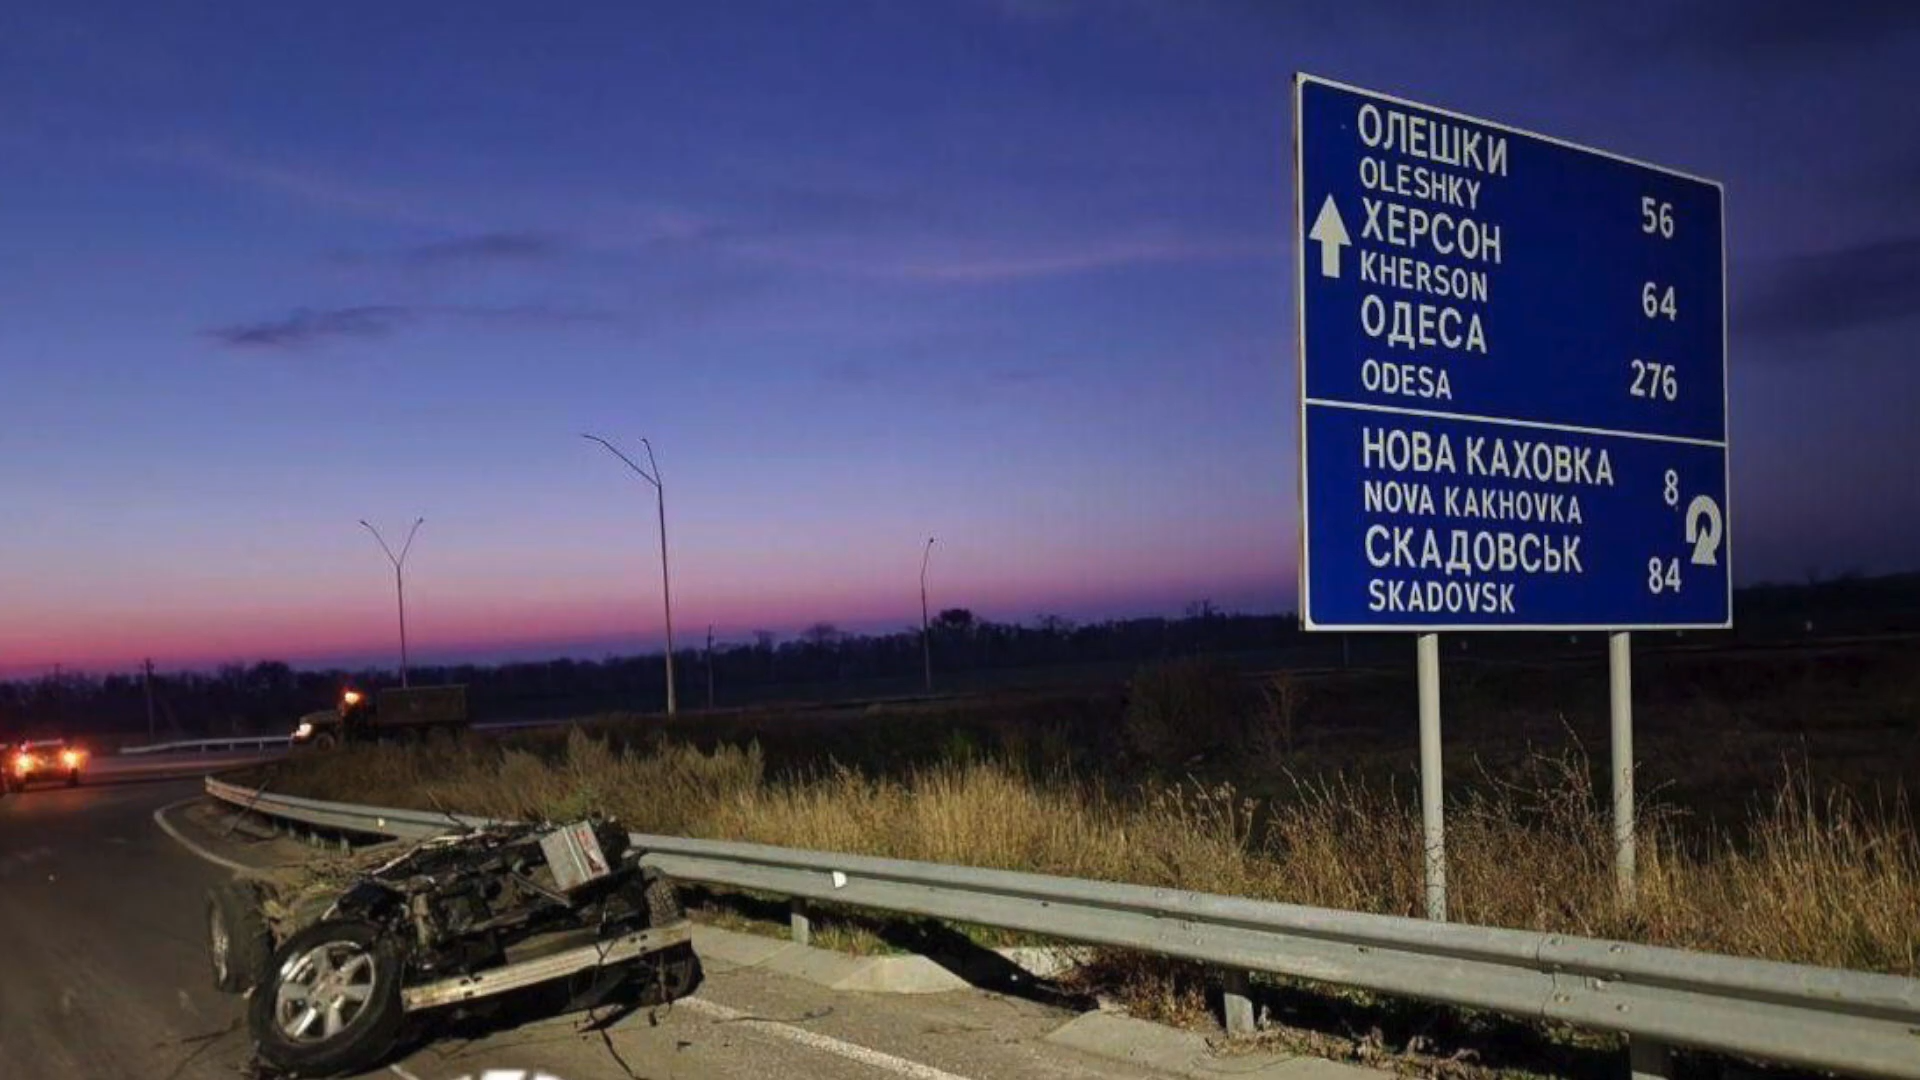 ОЛЕШКИ
OLESHKY 56
ХЕРСОН
KHERSON 64
ОДЕСА
ODESA 276
НОВА КАХОВКА
NOVA KAKHOVKA 8
СКАДОВСЬК
SKADOVSK 84